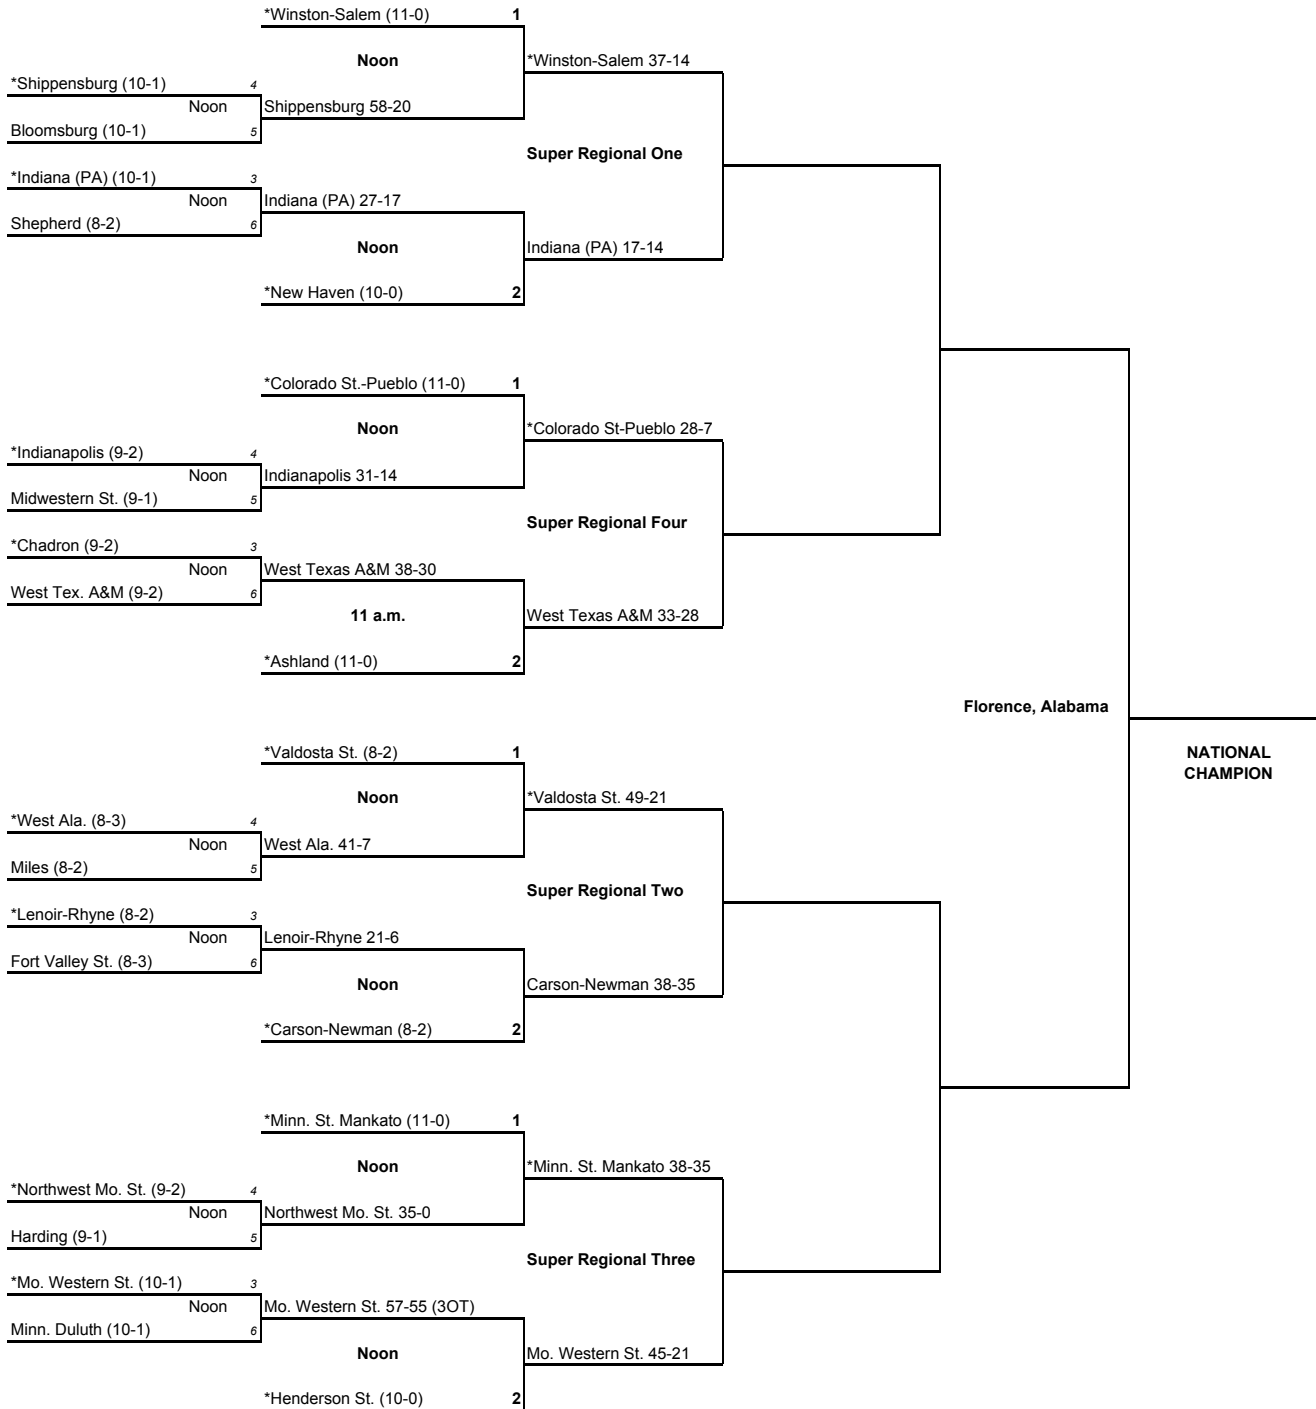 *Winston-Salem (11-0) 1
Noon
*Winston-Salem 37-14
*Shippensburg (10-1) 4
Noon
Shippensburg 58-20
Bloomsburg (10-1) 5
Super Regional One
*Indiana (PA) (10-1) 3
Noon
Indiana (PA) 27-17
Shepherd (8-2) 6
Noon
Indiana (PA) 17-14
*New Haven (10-0) 2
*Colorado St.-Pueblo (11-0) 1
Noon
*Colorado St-Pueblo 28-7
*Indianapolis (9-2) 4
Noon
Indianapolis 31-14
Midwestern St. (9-1) 5
Super Regional Four
*Chadron (9-2) 3
Noon
West Texas A&M 38-30
West Tex. A&M (9-2) 6
11 a.m.
West Texas A&M 33-28
*Ashland (11-0) 2
Florence, Alabama
*Valdosta St. (8-2) 1
NATIONAL
CHAMPION
Noon
*Valdosta St. 49-21
*West Ala. (8-3) 4
Noon
West Ala. 41-7
Miles (8-2) 5
Super Regional Two
*Lenoir-Rhyne (8-2) 3
Noon
Lenoir-Rhyne 21-6
Fort Valley St. (8-3) 6
Noon
Carson-Newman 38-35
*Carson-Newman (8-2) 2
*Minn. St. Mankato (11-0) 1
Noon
*Minn. St. Mankato 38-35
*Northwest Mo. St. (9-2) 4
Noon
Northwest Mo. St. 35-0
Harding (9-1) 5
Super Regional Three
*Mo. Western St. (10-1) 3
Noon
Mo. Western St. 57-55 (3OT)
Minn. Duluth (10-1) 6
Noon
Mo. Western St. 45-21
*Henderson St. (10-0) 2